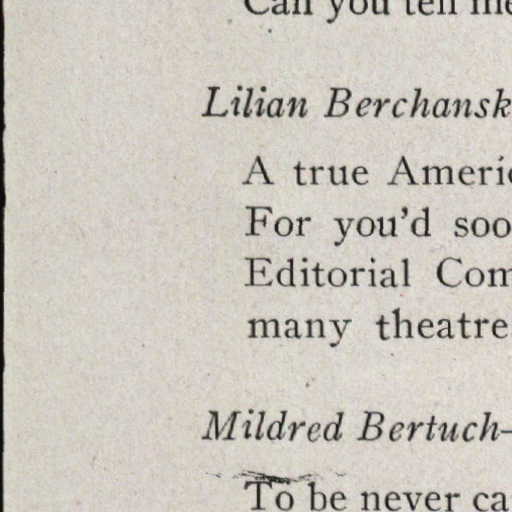 Can you tell me
Lilian Berchansk
A true Americ
For you'd soo
Editorial Com
many theatre
Mildred Bertuch—
To be never ca